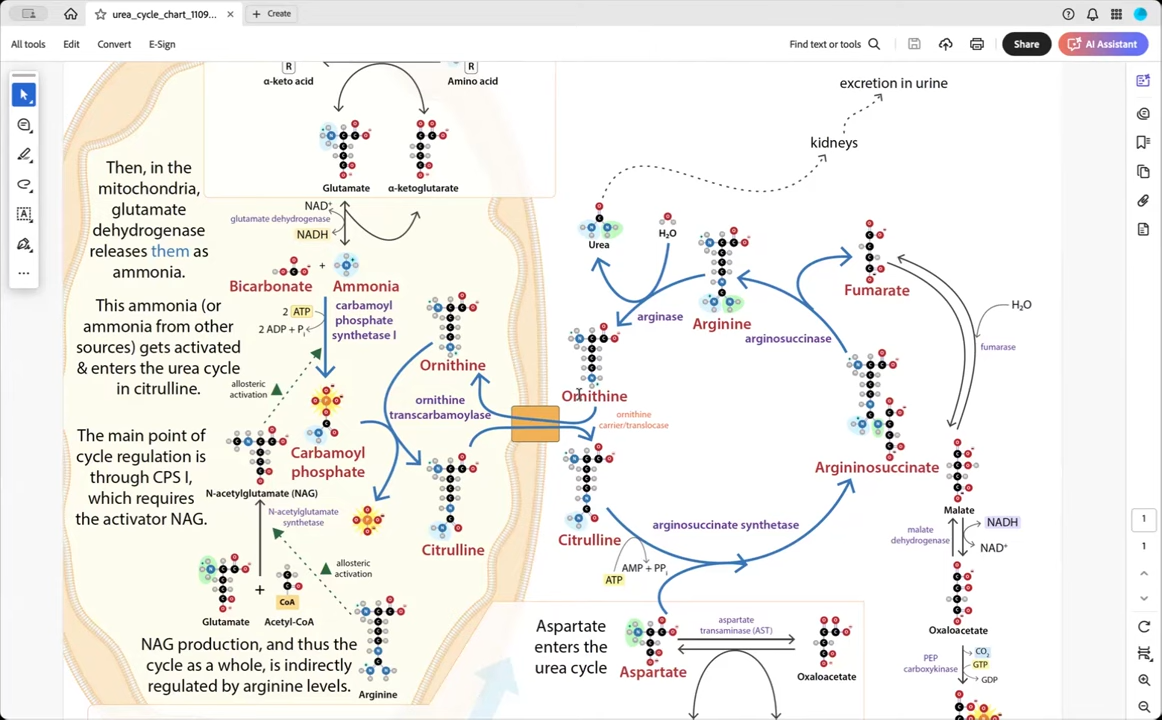 urea_cycle_chart_1109...
Create
All tools
Edit
Convert
E-Sign
Find text or tools
Share
AI Assistant
R
R
α-keto acid
Amino acid
excretion in urine
kidneys
Then, in the
mitochondria,
glutamate
dehydrogenase
releases them as
ammonia.
Glutamate
α-ketoglutarate
NAD⁺
glutamate dehydrogenase
NADH
Bicarbonate
+
Ammonia
This ammonia (or
ammonia from other
sources) gets activated
& enters the urea cycle
in citrulline.
2 ATP
2 ADP + Pi
carbamoyl
phosphate
synthetase I
allosteric
activation
Ornithine
ornithine
transcarbamoylase
Carbamoyl
phosphate
The main point of
cycle regulation is
through CPS I,
which requires
the activator NAG.
N-acetylglutamate (NAG)
N-acetylglutamate
synthetase
Citrulline
allosteric
activation
Glutamate
+
CoA
Acetyl-CoA
NAG production, and thus the
cycle as a whole, is indirectly
regulated by arginine levels.
Arginine
Urea
H₂O
Arginine
arginase
arginosuccinase
Fumarate
H₂O
fumarase
Ornithine
ornithine
carrier/translocase
Citrulline
Argininosuccinate
arginosuccinate synthetase
ATP
AMP + PPi
Malate
malate
dehydrogenase
NADH
NAD⁺
Aspartate
enters the
urea cycle
aspartate
transaminase (AST)
Aspartate
Oxaloacetate
Oxaloacetate
PEP
carboxykinase
CO₂
GTP
GDP
1
1